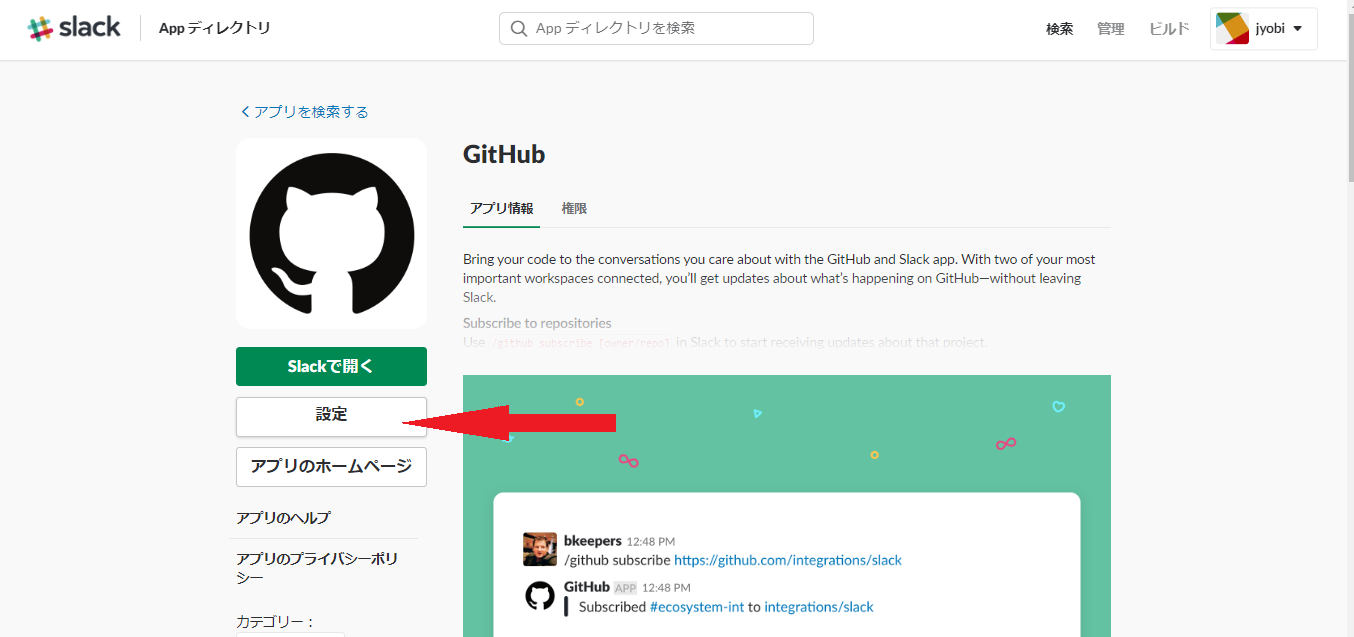 slack
App ディレクトリ
App ディレクトリを検索
検索
管理
ビルド
jyobi
アプリを検索する
GitHub
アプリ情報
権限
Bring your code to the conversations you care about with the GitHub and Slack app. With two of your most
important workspaces connected, you'll get updates about what's happening on GitHub—without leaving
Slack.
Subscribe to repositories
Use /github subscribe [owner/repo] in Slack to start receiving updates about that project.
Slackで開く
設定
アプリのホームページ
アプリのヘルプ
アプリのプライバシーポリ
シー
カテゴリー：
bkeepers 12:48 PM
/github subscribe https://github.com/integrations/slack
GitHub APP 12:48 PM
Subscribed #ecosystem-int to integrations/slack